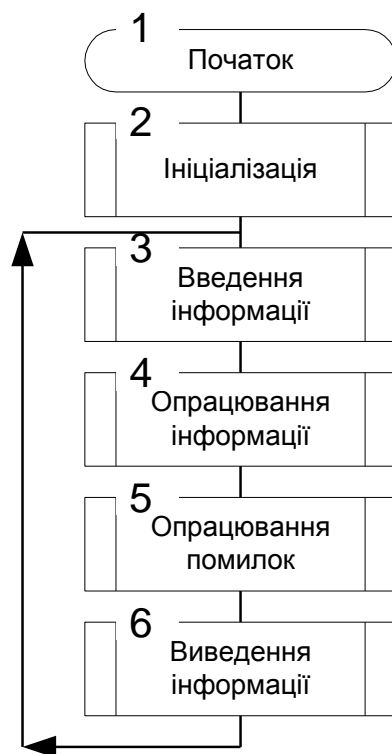 1
Початок
2
Ініціалізація
3
Введення
інформації
4
Опрацювання
інформації
5
Опрацювання
помилок
6
Виведення
інформації